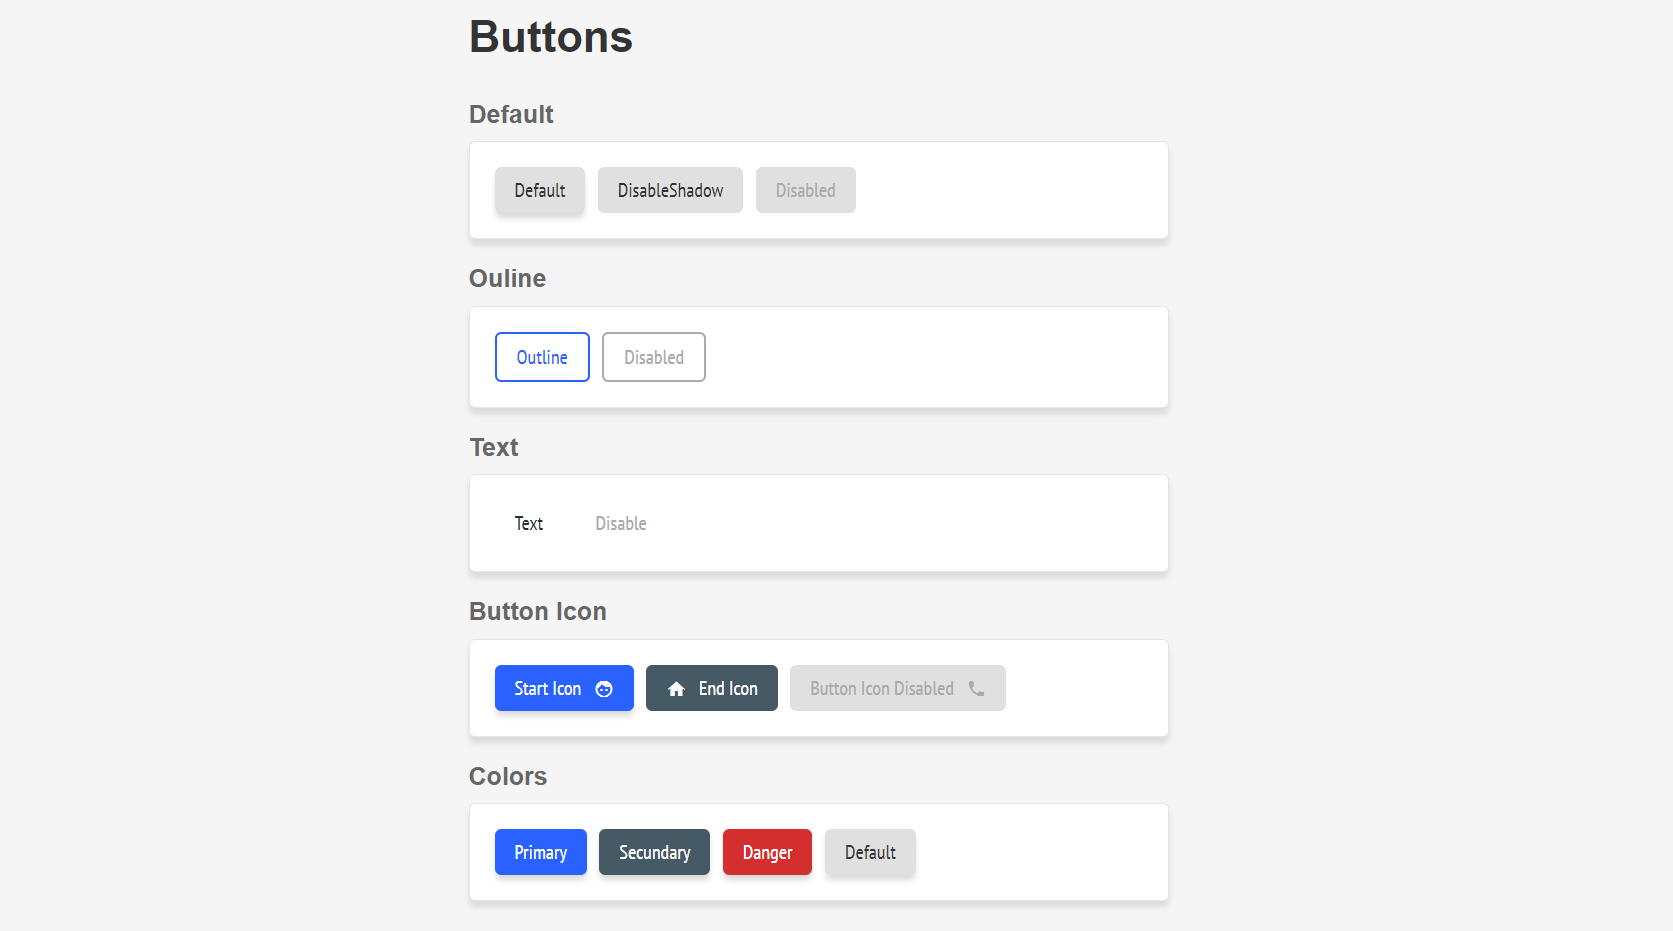 Buttons
Default
Default DisableShadow Disabled
Ouline
Outline Disabled
Text
Text Disable
Button Icon
Start Icon End Icon Button Icon Disabled
Colors
Primary Secundary Danger Default